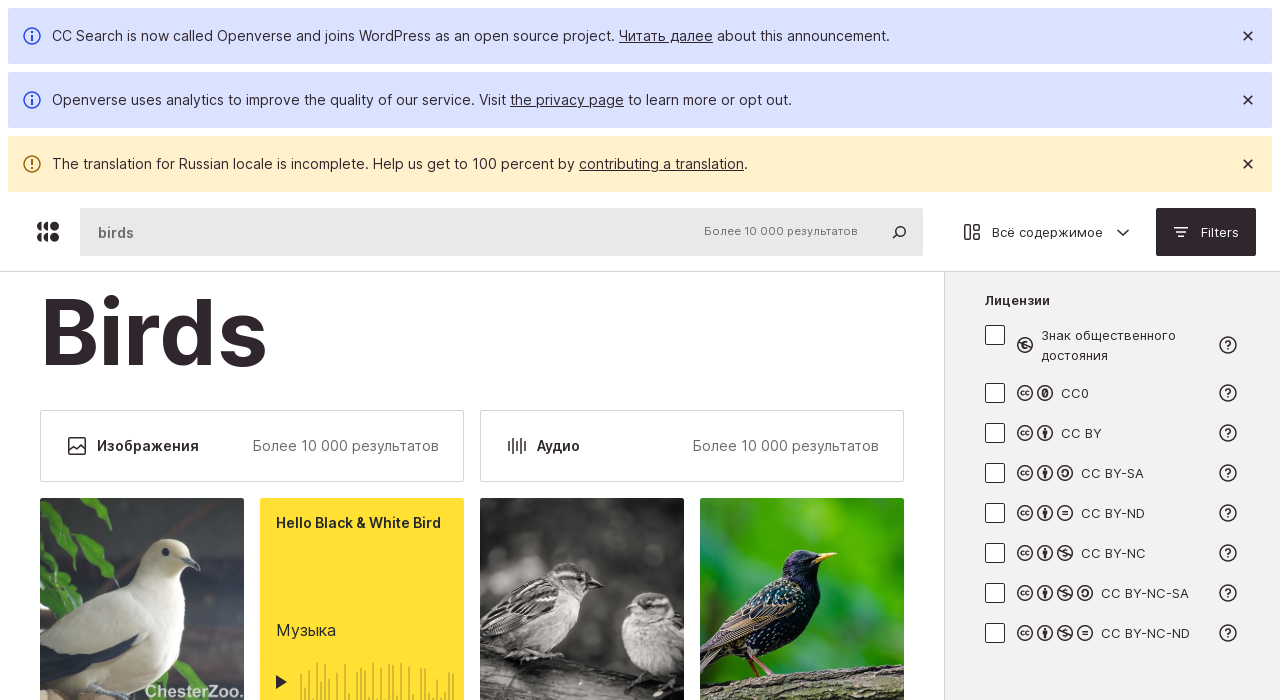 CC Search is now called Openverse and joins WordPress as an open source project. Читать далее about this announcement.
Openverse uses analytics to improve the quality of our service. Visit the privacy page to learn more or opt out.
The translation for Russian locale is incomplete. Help us get to 100 percent by contributing a translation.
birds
Более 10 000 результатов
Всё содержимое
Filters
Birds
Изображения
Более 10 000 результатов
Аудио
Более 10 000 результатов
Hello Black & White Bird
Музыка
ChesterZoo.
Лицензии
Знак общественного
достояния
CC0
CC BY
CC BY-SA
CC BY-ND
CC BY-NC
CC BY-NC-SA
CC BY-NC-ND